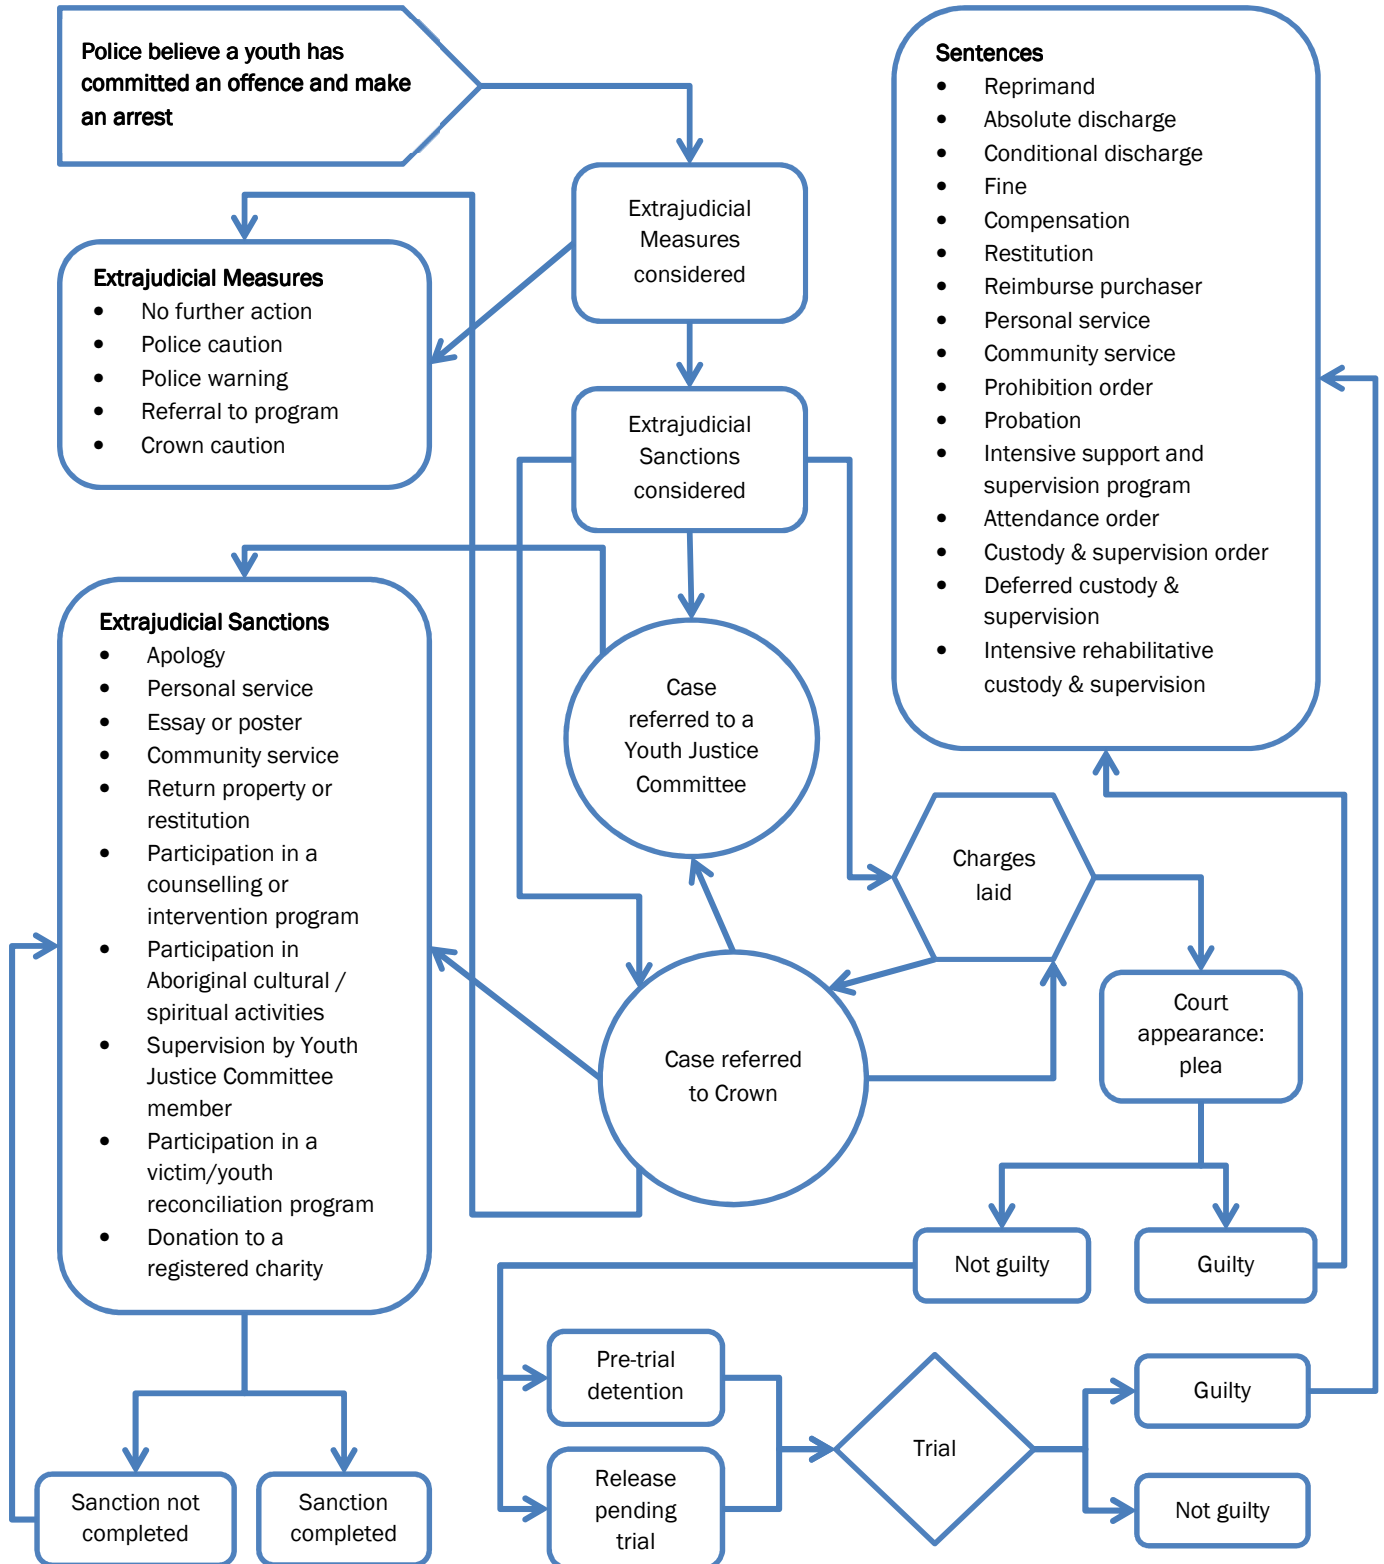 Police believe a youth has
committed an offence and make
an arrest
Extrajudicial
Measures
considered
Extrajudicial Measures
• No further action
• Police caution
• Police warning
• Referral to program
• Crown caution
Extrajudicial
Sanctions
considered
Sentences
• Reprimand
• Absolute discharge
• Conditional discharge
• Fine
• Compensation
• Restitution
• Reimburse purchaser
• Personal service
• Community service
• Prohibition order
• Probation
• Intensive support and
supervision program
• Attendance order
• Custody & supervision order
• Deferred custody &
supervision
• Intensive rehabilitative
custody & supervision
Extrajudicial Sanctions
• Apology
• Personal service
• Essay or poster
• Community service
• Return property or
restitution
• Participation in a
counselling or
intervention program
• Participation in
Aboriginal cultural /
spiritual activities
• Supervision by Youth
Justice Committee
member
• Participation in a
victim/youth
reconciliation program
• Donation to a
registered charity
Case
referred to a
Youth Justice
Committee
Charges
laid
Case referred
to Crown
Court
appearance:
plea
Not guilty
Guilty
Pre-trial
detention
Release
pending
trial
Trial
Guilty
Not guilty
Sanction not
completed
Sanction
completed